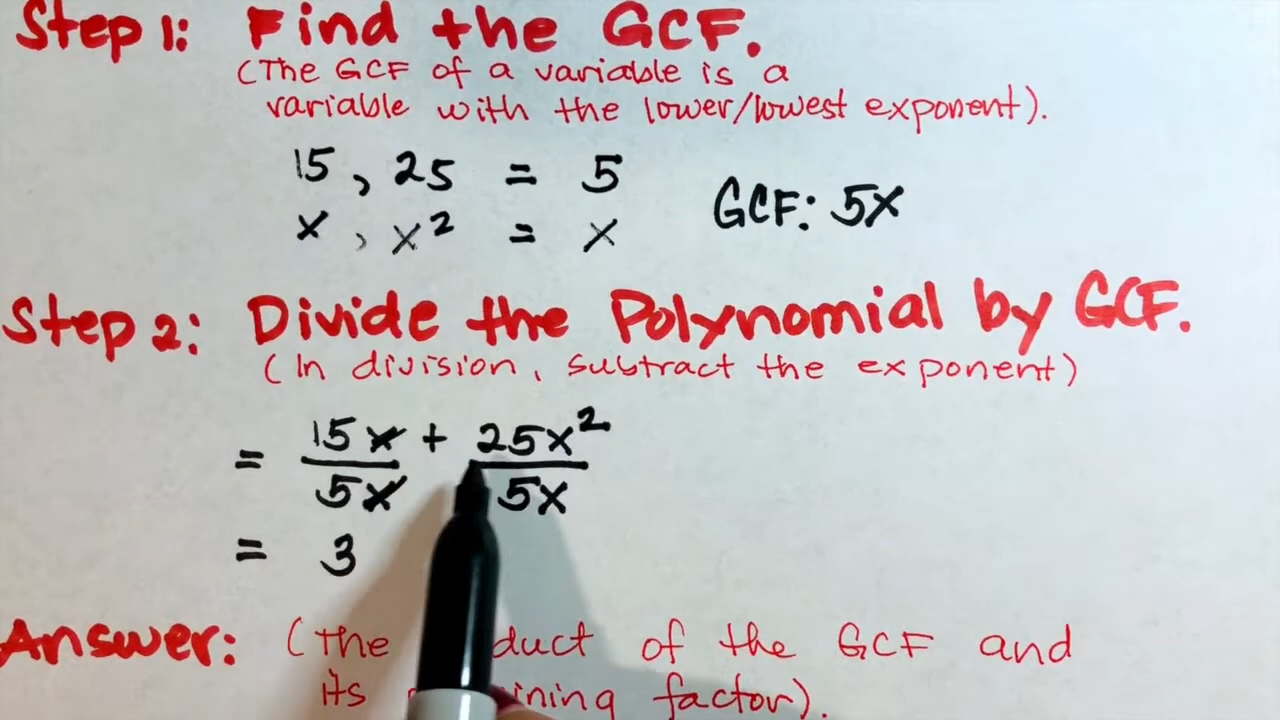 Step 1: Find the GCF.
(The GCF of a variable is a
variable with the lower/lowest exponent).
15, 25 = 5
x, x² = x
GCF: 5x
Step 2: Divide the Polynomial by GCF.
(In division, subtract the exponent)
= 15x/5x + 25x²/5x
= 3
Answer: (The duct of the GCF and
its ining factor).